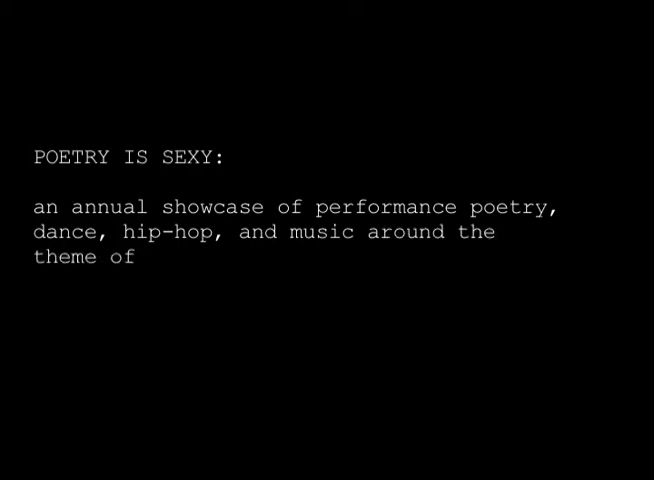 POETRY IS SEXY:
an annual showcase of performance poetry,
dance, hip-hop, and music around the
theme of